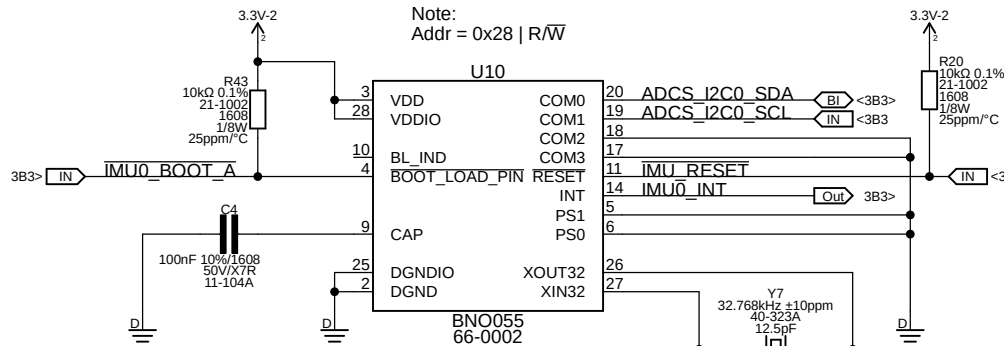 3.3V-2
2
Note:
Addr = 0x28 | R/W
3.3V-2
2
U10
R43
10kΩ 0.1%
21-1002
1608
1/8W
25ppm/°C
R20
10kΩ 0.1%
21-1002
1608
1/8W
25ppm/°C
3 VDD
28 VDDIO
10 BL_IND
4 BOOT_LOAD_PIN
9 CAP
25 DGNDIO
2 DGND
COM0 20 ADCS_I2C0_SDA BI <3B3>
COM1 19 ADCS_I2C0_SCL IN <3B3
COM2 18
COM3 17
RESET 11 IMU_RESET IN <3
INT 14 IMU0_INT Out 3B3>
PS1 5
PS0 6
XOUT32 26
XIN32 27
3B3> IN IMU0_BOOT_A
C4
100nF 10%/1608
50V/X7R
11-104A
Y7
32.768kHz ±10ppm
40-323A
12.5pF
D
D
D
BNO055
66-0002